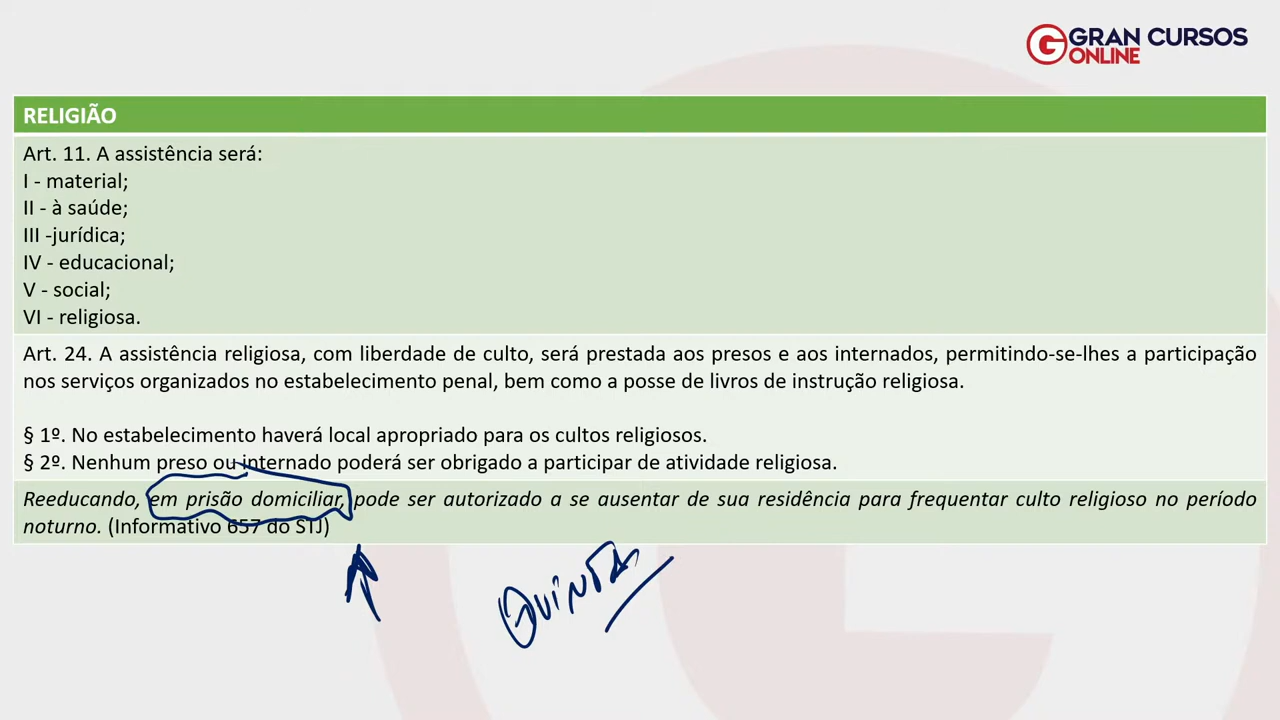 GRAN CURSOS
ONLINE
RELIGIÃO
Art. 11. A assistência será:
I - material;
II - à saúde;
III -jurídica;
IV - educacional;
V - social;
VI - religiosa.
Art. 24. A assistência religiosa, com liberdade de culto, será prestada aos presos e aos internados, permitindo-se-lhes a participação
nos serviços organizados no estabelecimento penal, bem como a posse de livros de instrução religiosa.
§ 1º. No estabelecimento haverá local apropriado para os cultos religiosos.
§ 2º. Nenhum preso ou internado poderá ser obrigado a participar de atividade religiosa.
Reeducando, em prisão domiciliar, pode ser autorizado a se ausentar de sua residência para frequentar culto religioso no período
noturno. (Informativo 657 do STJ)
QUINTA